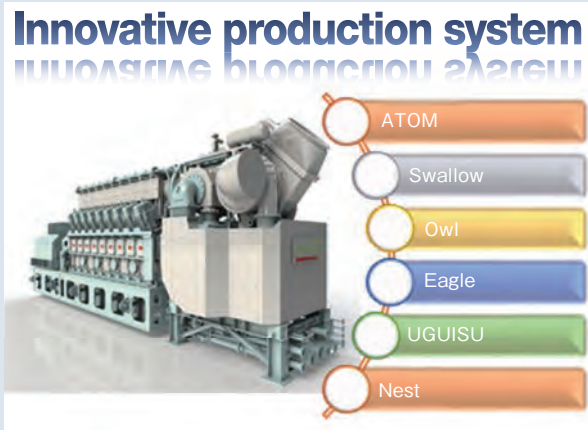 Innovative production system
ATOM
Swallow
Owl
Eagle
UGUISU
Nest